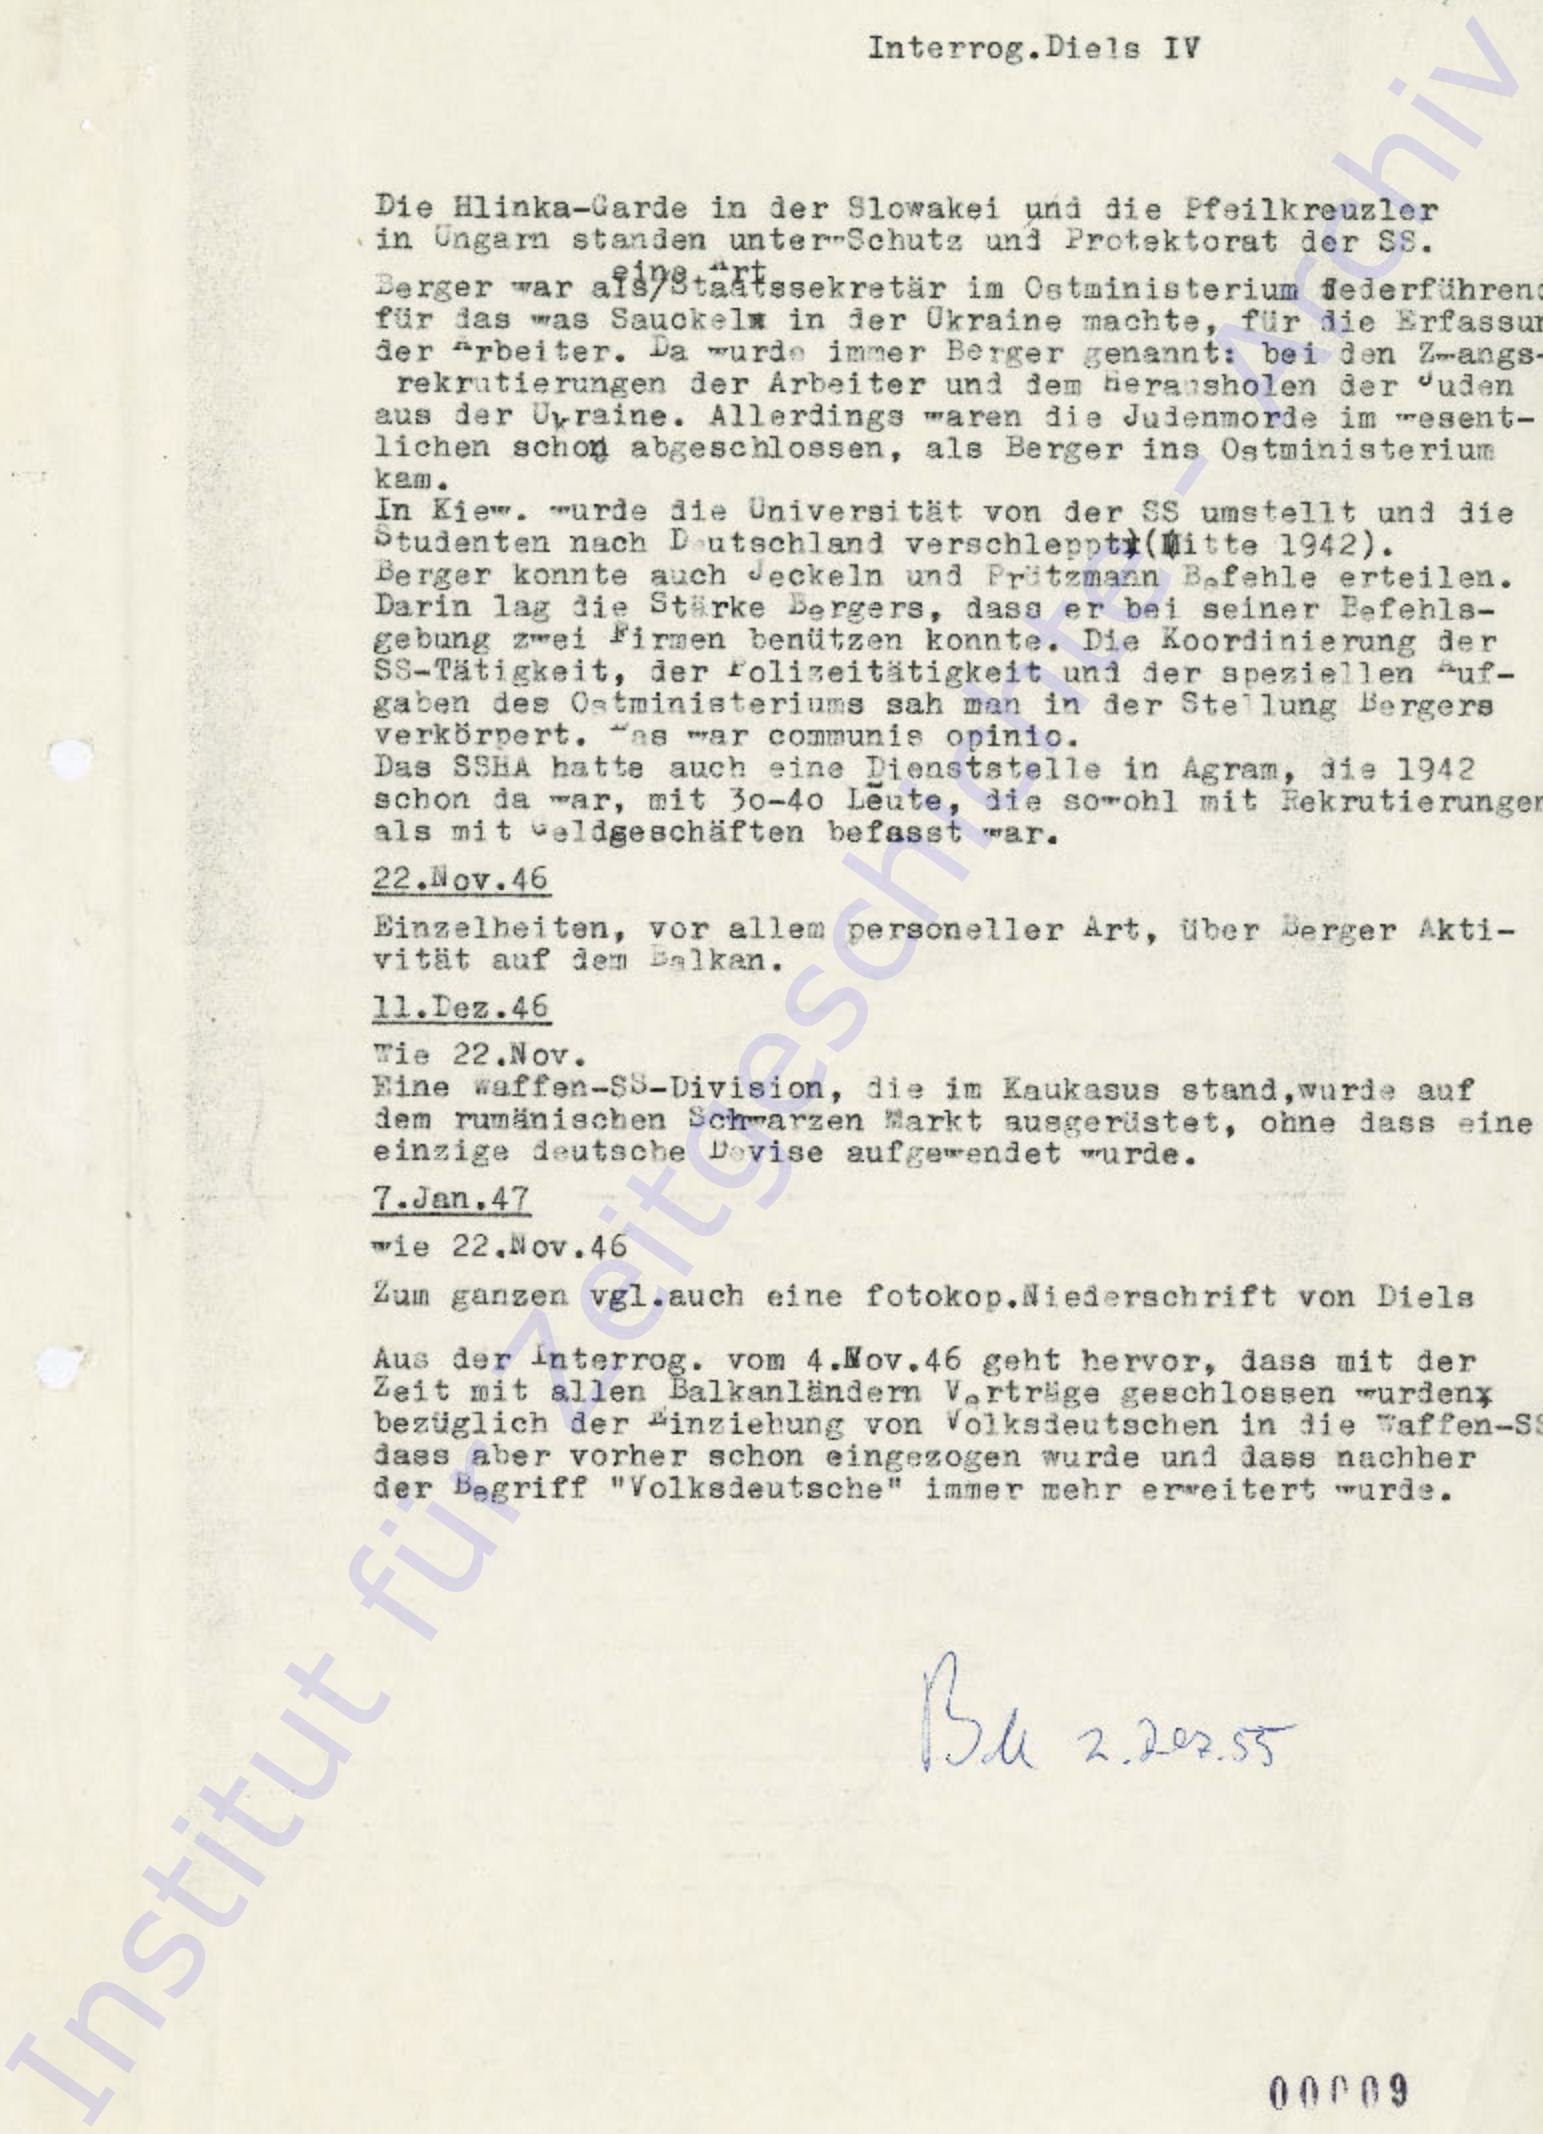 Interrog.Diels IV
Die Hlinka-Garde in der Slowakei und die Pfeilkreuzler
in Ungarn standen unter Schutz und Protektorat der SS.
Berger war als/eine Art Staatssekretär im Ostministerium federführend
für das was Sauckel in der Ukraine machte, für die Erfassun
der Arbeiter. Da wurde immer Berger genannt: bei den Zwangs-
rekrutierungen der Arbeiter und dem Herausholen der Juden
aus der Ukraine. Allerdings waren die Judenmorde im wesent-
lichen schon abgeschlossen, als Berger ins Ostministerium
kam.
In Kiew. wurde die Universität von der SS umstellt und die
Studenten nach Deutschland verschleppt (Mitte 1942).
Berger konnte auch Jeckeln und Prützmann Befehle erteilen.
Darin lag die Stärke Bergers, dass er bei seiner Befehls-
gebung zwei Firmen benützen konnte. Die Koordinierung der
SS-Tätigkeit, der Polizeitätigkeit und der speziellen Auf-
gaben des Ostministeriums sah man in der Stellung Bergers
verkörpert. Das war communis opinio.
Das SSHA hatte auch eine Dienststelle in Agram, die 1942
schon da war, mit 30-40 Leute, die sowohl mit Rekrutierungen
als mit Geldgeschäften befasst war.
22.Nov.46
Einzelheiten, vor allem personeller Art, über Berger Akti-
vität auf dem Balkan.
11.Dez.46
Wie 22.Nov.
Eine Waffen-SS-Division, die im Kaukasus stand,wurde auf
dem rumänischen Schwarzen Markt ausgerüstet, ohne dass eine
einzige deutsche Devise aufgewendet wurde.
7.Jan.47
wie 22.Nov.46
Zum ganzen vgl.auch eine fotokop.Niederschrift von Diels
Aus der Interrog. vom 4.Nov.46 geht hervor, dass mit der
Zeit mit allen Balkanländern Verträge geschlossen wurden
bezüglich der Einziehung von Volksdeutschen in die Waffen-SS
dass aber vorher schon eingezogen wurde und dass nachher
der Begriff "Volksdeutsche" immer mehr erweitert wurde.
2.Dez.55
00009
Institut für Zeitgeschichte - Archiv